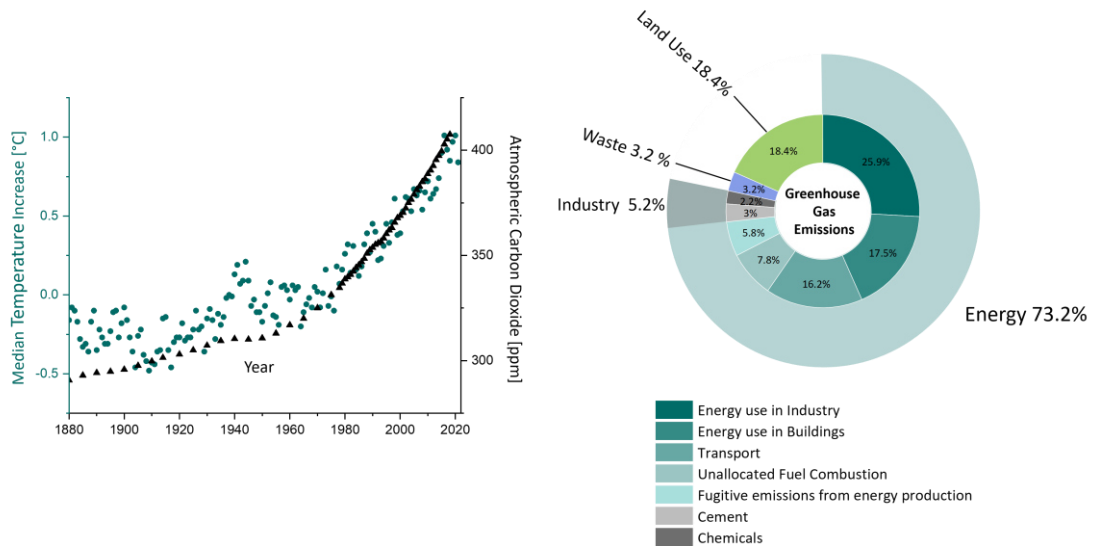 Median Temperature Increase [°C]
1.0
0.5
0.0
-0.5
1880
1900
1920
1940
1960
1980
2000
2020
Year
400
350
300
Atmospheric Carbon Dioxide [ppm]
Land Use 18.4%
Waste 3.2 %
Industry 5.2%
Energy 73.2%
Greenhouse
Gas
Emissions
25.9%
17.5%
16.2%
7.8%
5.8%
3%
2.2%
3.2%
18.4%
Energy use in Industry
Energy use in Buildings
Transport
Unallocated Fuel Combustion
Fugitive emissions from energy production
Cement
Chemicals